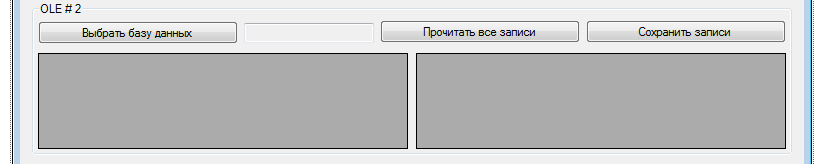 OLE # 2
Выбрать базу данных
Прочитать все записи
Сохранить записи